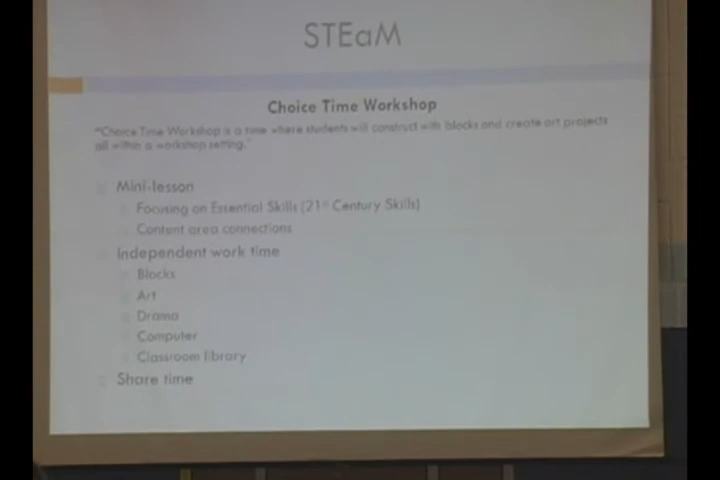 STEaM
Choice Time Workshop
"Choice Time Workshop is a time where students will construct with blocks and create art projects
all within a workshop setting."
Mini-lesson
Focusing on Essential Skills (21st Century Skills)
Content area connections
Independent work time
Blocks
Art
Drama
Computer
Classroom library
Share time